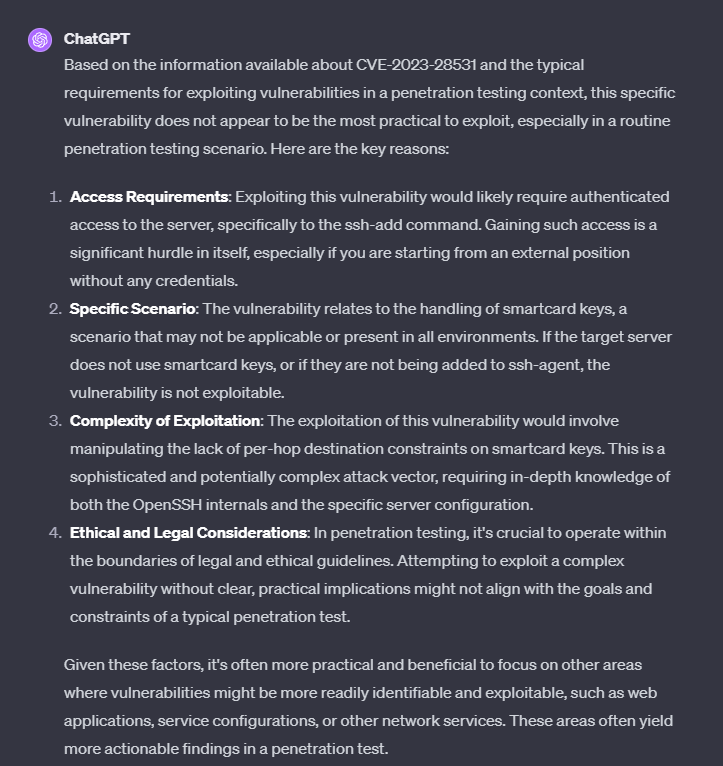 ChatGPT
Based on the information available about CVE-2023-28531 and the typical
requirements for exploiting vulnerabilities in a penetration testing context, this specific
vulnerability does not appear to be the most practical to exploit, especially in a routine
penetration testing scenario. Here are the key reasons:
1. Access Requirements: Exploiting this vulnerability would likely require authenticated
access to the server, specifically to the ssh-add command. Gaining such access is a
significant hurdle in itself, especially if you are starting from an external position
without any credentials.
2. Specific Scenario: The vulnerability relates to the handling of smartcard keys, a
scenario that may not be applicable or present in all environments. If the target server
does not use smartcard keys, or if they are not being added to ssh-agent, the
vulnerability is not exploitable.
3. Complexity of Exploitation: The exploitation of this vulnerability would involve
manipulating the lack of per-hop destination constraints on smartcard keys. This is a
sophisticated and potentially complex attack vector, requiring in-depth knowledge of
both the OpenSSH internals and the specific server configuration.
4. Ethical and Legal Considerations: In penetration testing, it's crucial to operate within
the boundaries of legal and ethical guidelines. Attempting to exploit a complex
vulnerability without clear, practical implications might not align with the goals and
constraints of a typical penetration test.
Given these factors, it's often more practical and beneficial to focus on other areas
where vulnerabilities might be more readily identifiable and exploitable, such as web
applications, service configurations, or other network services. These areas often yield
more actionable findings in a penetration test.